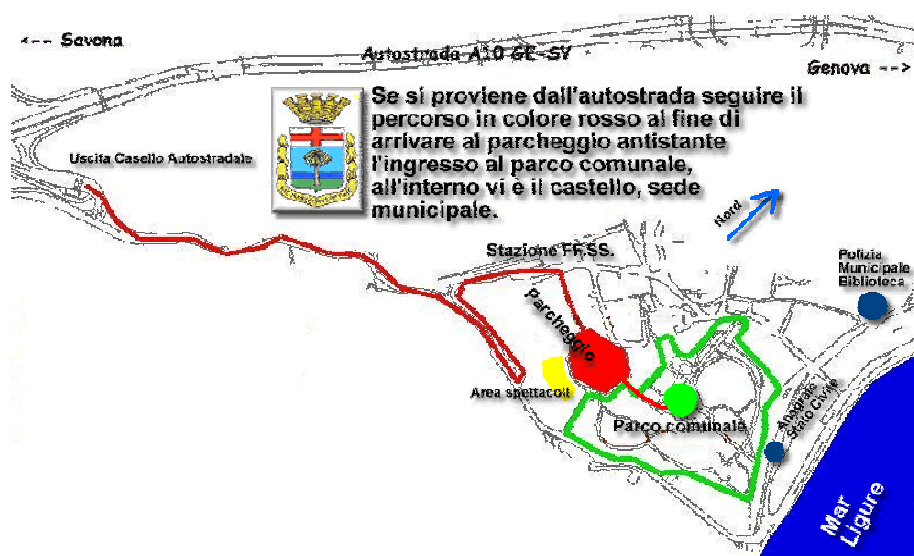 <--- Savona
Autostrada A10 GE-SV
Genova -->
Se si proviene dall'autostrada seguire il
percorso in colore rosso al fine di
arrivare al parcheggio antistante
l'ingresso al parco comunale,
all'interno vi è il castello, sede
municipale.
Uscita Casello Autostradale
Nord
Stazione FF.SS.
Polizia
Municipale
Biblioteca
Parcheggio
Area spettacoli
Parco comunale
Anagrafe
Stato Civile
Mar
Ligure